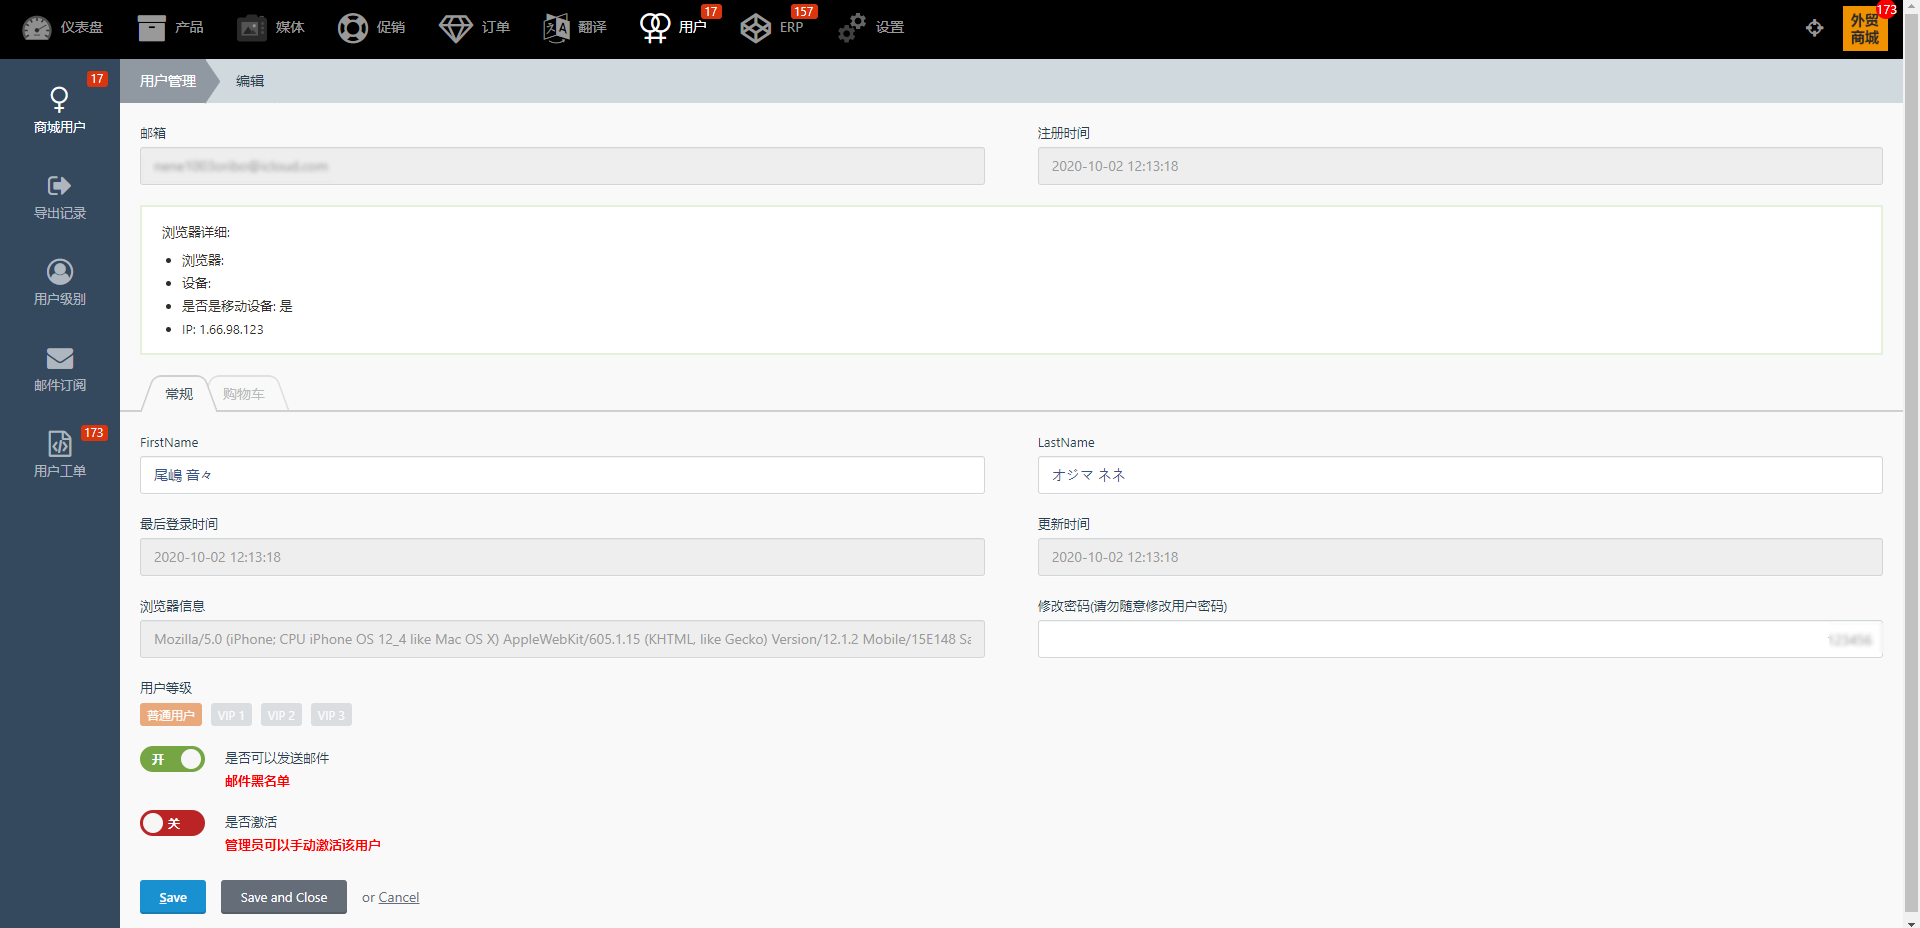 仪表盘
产品
媒体
促销
订单
翻译
用户
17
ERP
157
设置
外贸
商城
173
17
商城用户
导出记录
用户级别
邮件订阅
173
用户工单
用户管理
编辑
邮箱
注册时间
2020-10-02 12:13:18
浏览器详细:
浏览器:
设备:
是否是移动设备: 是
IP: 1.66.98.123
常规
购物车
FirstName
LastName
尾嶋 音々
オジマ ネネ
最后登录时间
更新时间
2020-10-02 12:13:18
2020-10-02 12:13:18
浏览器信息
修改密码(请勿随意修改用户密码)
Mozilla/5.0 (iPhone; CPU iPhone OS 12_4 like Mac OS X) AppleWebKit/605.1.15 (KHTML, like Gecko) Version/12.1.2 Mobile/15E148 Sa
用户等级
普通用户
VIP 1
VIP 2
VIP 3
开
是否可以发送邮件
邮件黑名单
关
是否激活
管理员可以手动激活该用户
Save
Save and Close
or Cancel